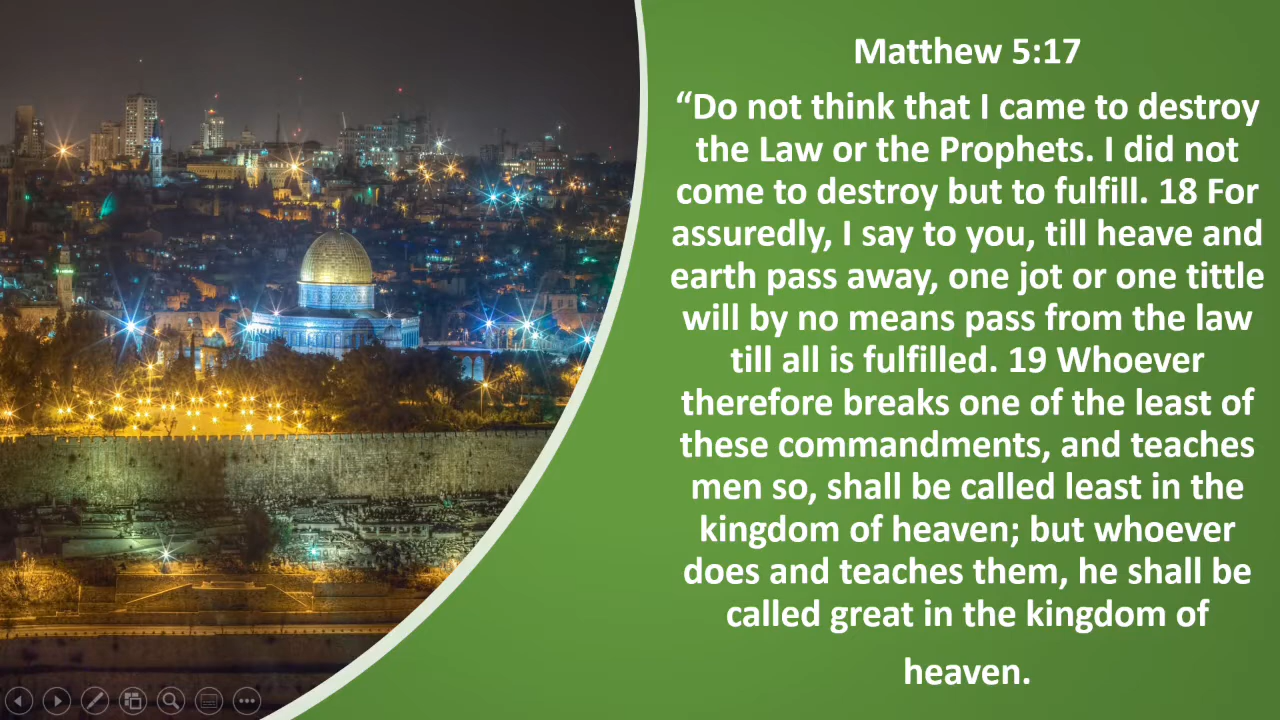 Matthew 5:17
“Do not think that I came to destroy
the Law or the Prophets. I did not
come to destroy but to fulfill. 18 For
assuredly, I say to you, till heave and
earth pass away, one jot or one tittle
will by no means pass from the law
till all is fulfilled. 19 Whoever
therefore breaks one of the least of
these commandments, and teaches
men so, shall be called least in the
kingdom of heaven; but whoever
does and teaches them, he shall be
called great in the kingdom of
heaven.